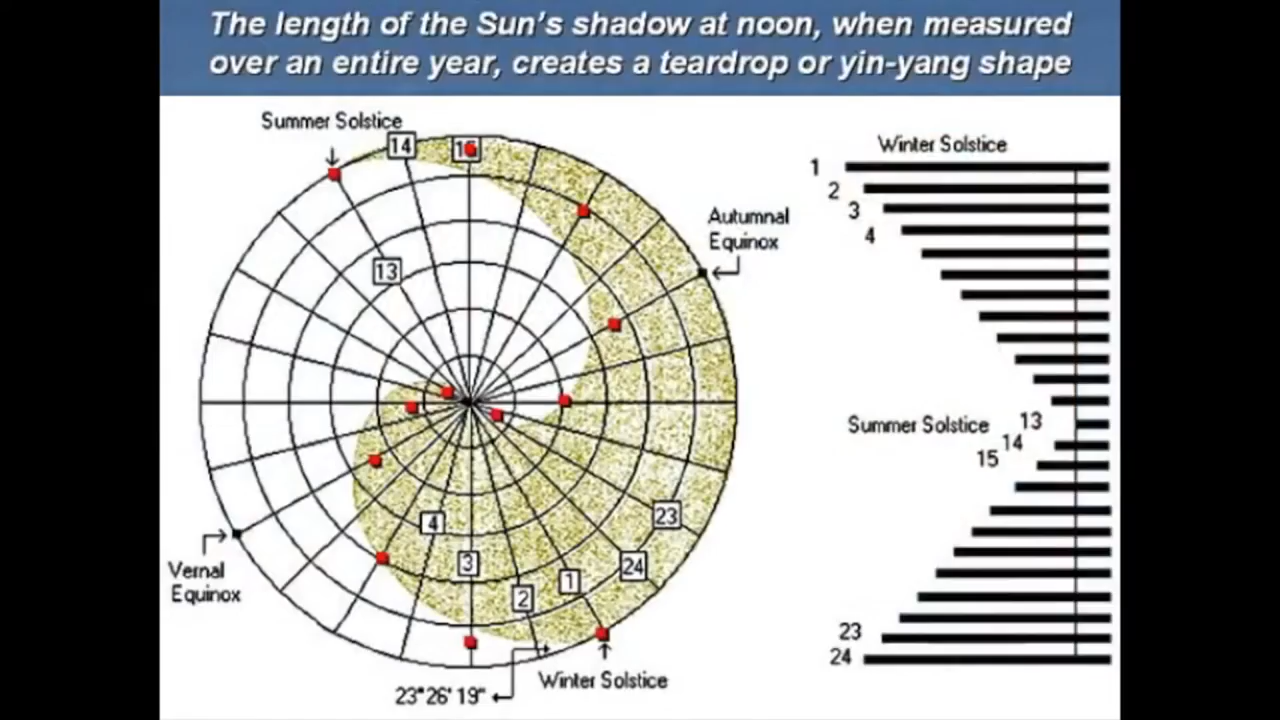 The length of the Sun's shadow at noon, when measured
over an entire year, creates a teardrop or yin-yang shape
Summer Solstice
14
13
Autumnal
Equinox
4
3
2
1
24
23
Vernal
Equinox
23° 26' 19"
Winter Solstice
Winter Solstice
1
2
3
4
Summer Solstice
13
14
15
23
24